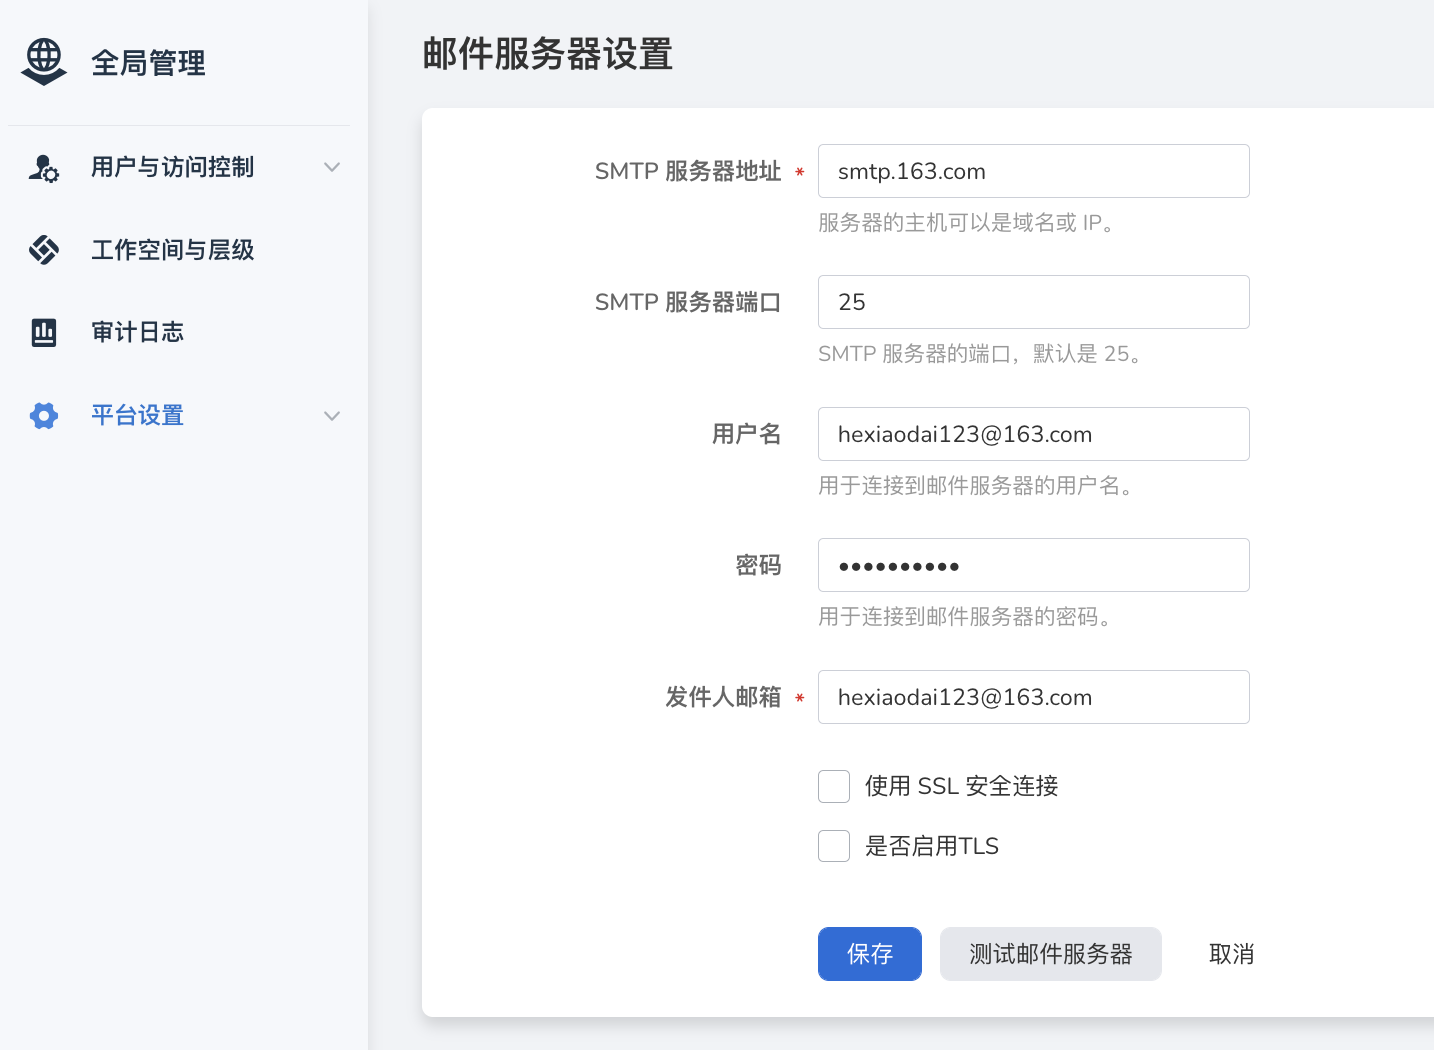 全局管理
用户与访问控制
工作空间与层级
审计日志
平台设置
邮件服务器设置
SMTP 服务器地址 *
smtp.163.com
服务器的主机可以是域名或 IP。
SMTP 服务器端口
25
SMTP 服务器的端口，默认是 25。
用户名
hexiaodai123@163.com
用于连接到邮件服务器的用户名。
密码
••••••••••
用于连接到邮件服务器的密码。
发件人邮箱 *
hexiaodai123@163.com
使用 SSL 安全连接
是否启用TLS
保存
测试邮件服务器
取消